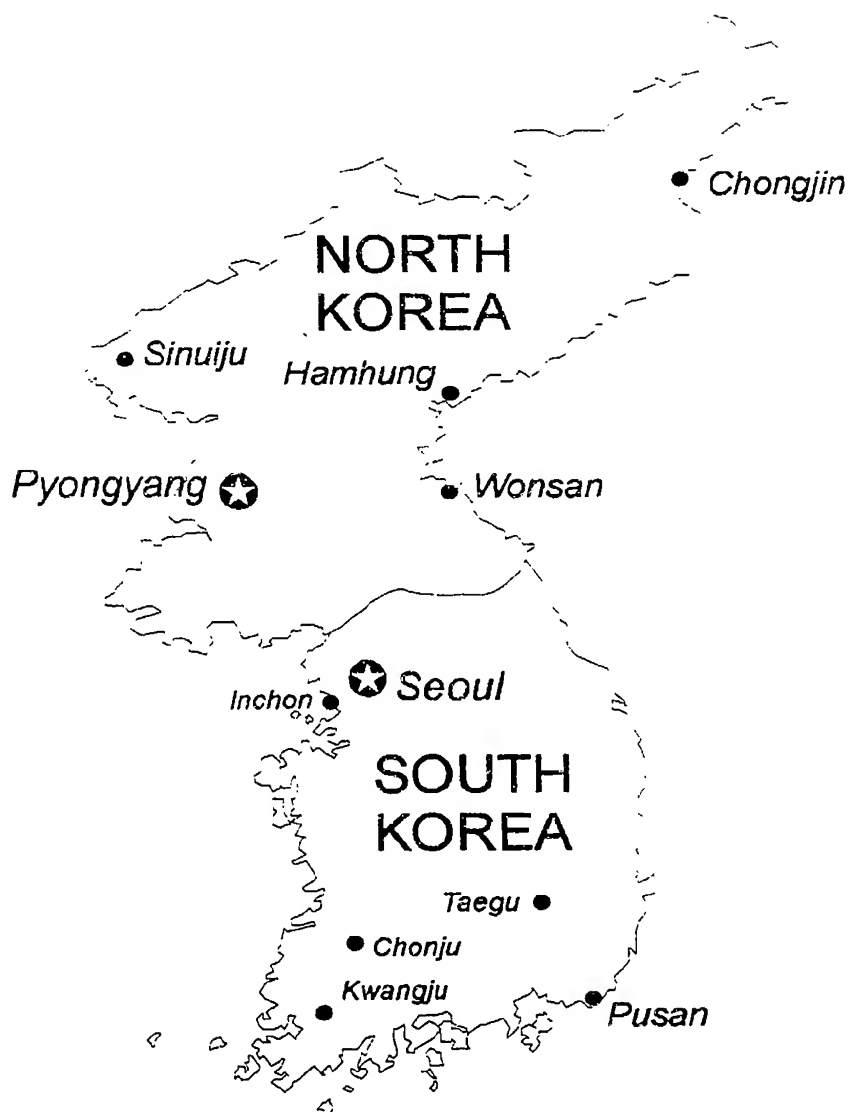 Chongjin
NORTH
KOREA
Sinuiju
Hamhung
Pyongyang
Wonsan
Seoul
Inchon
SOUTH
KOREA
Taegu
Chonju
Kwangju
Pusan